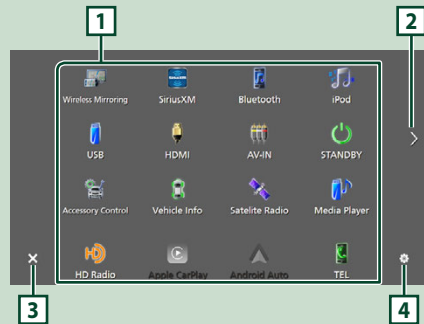 1
2
Wireless Mirroring SiriusXM Bluetooth iPod
USB HDMI AV-IN STANDBY
Accessory Control Vehicle Info Satelite Radio Media Player
HD Radio Apple CarPlay Android Auto TEL
3
4